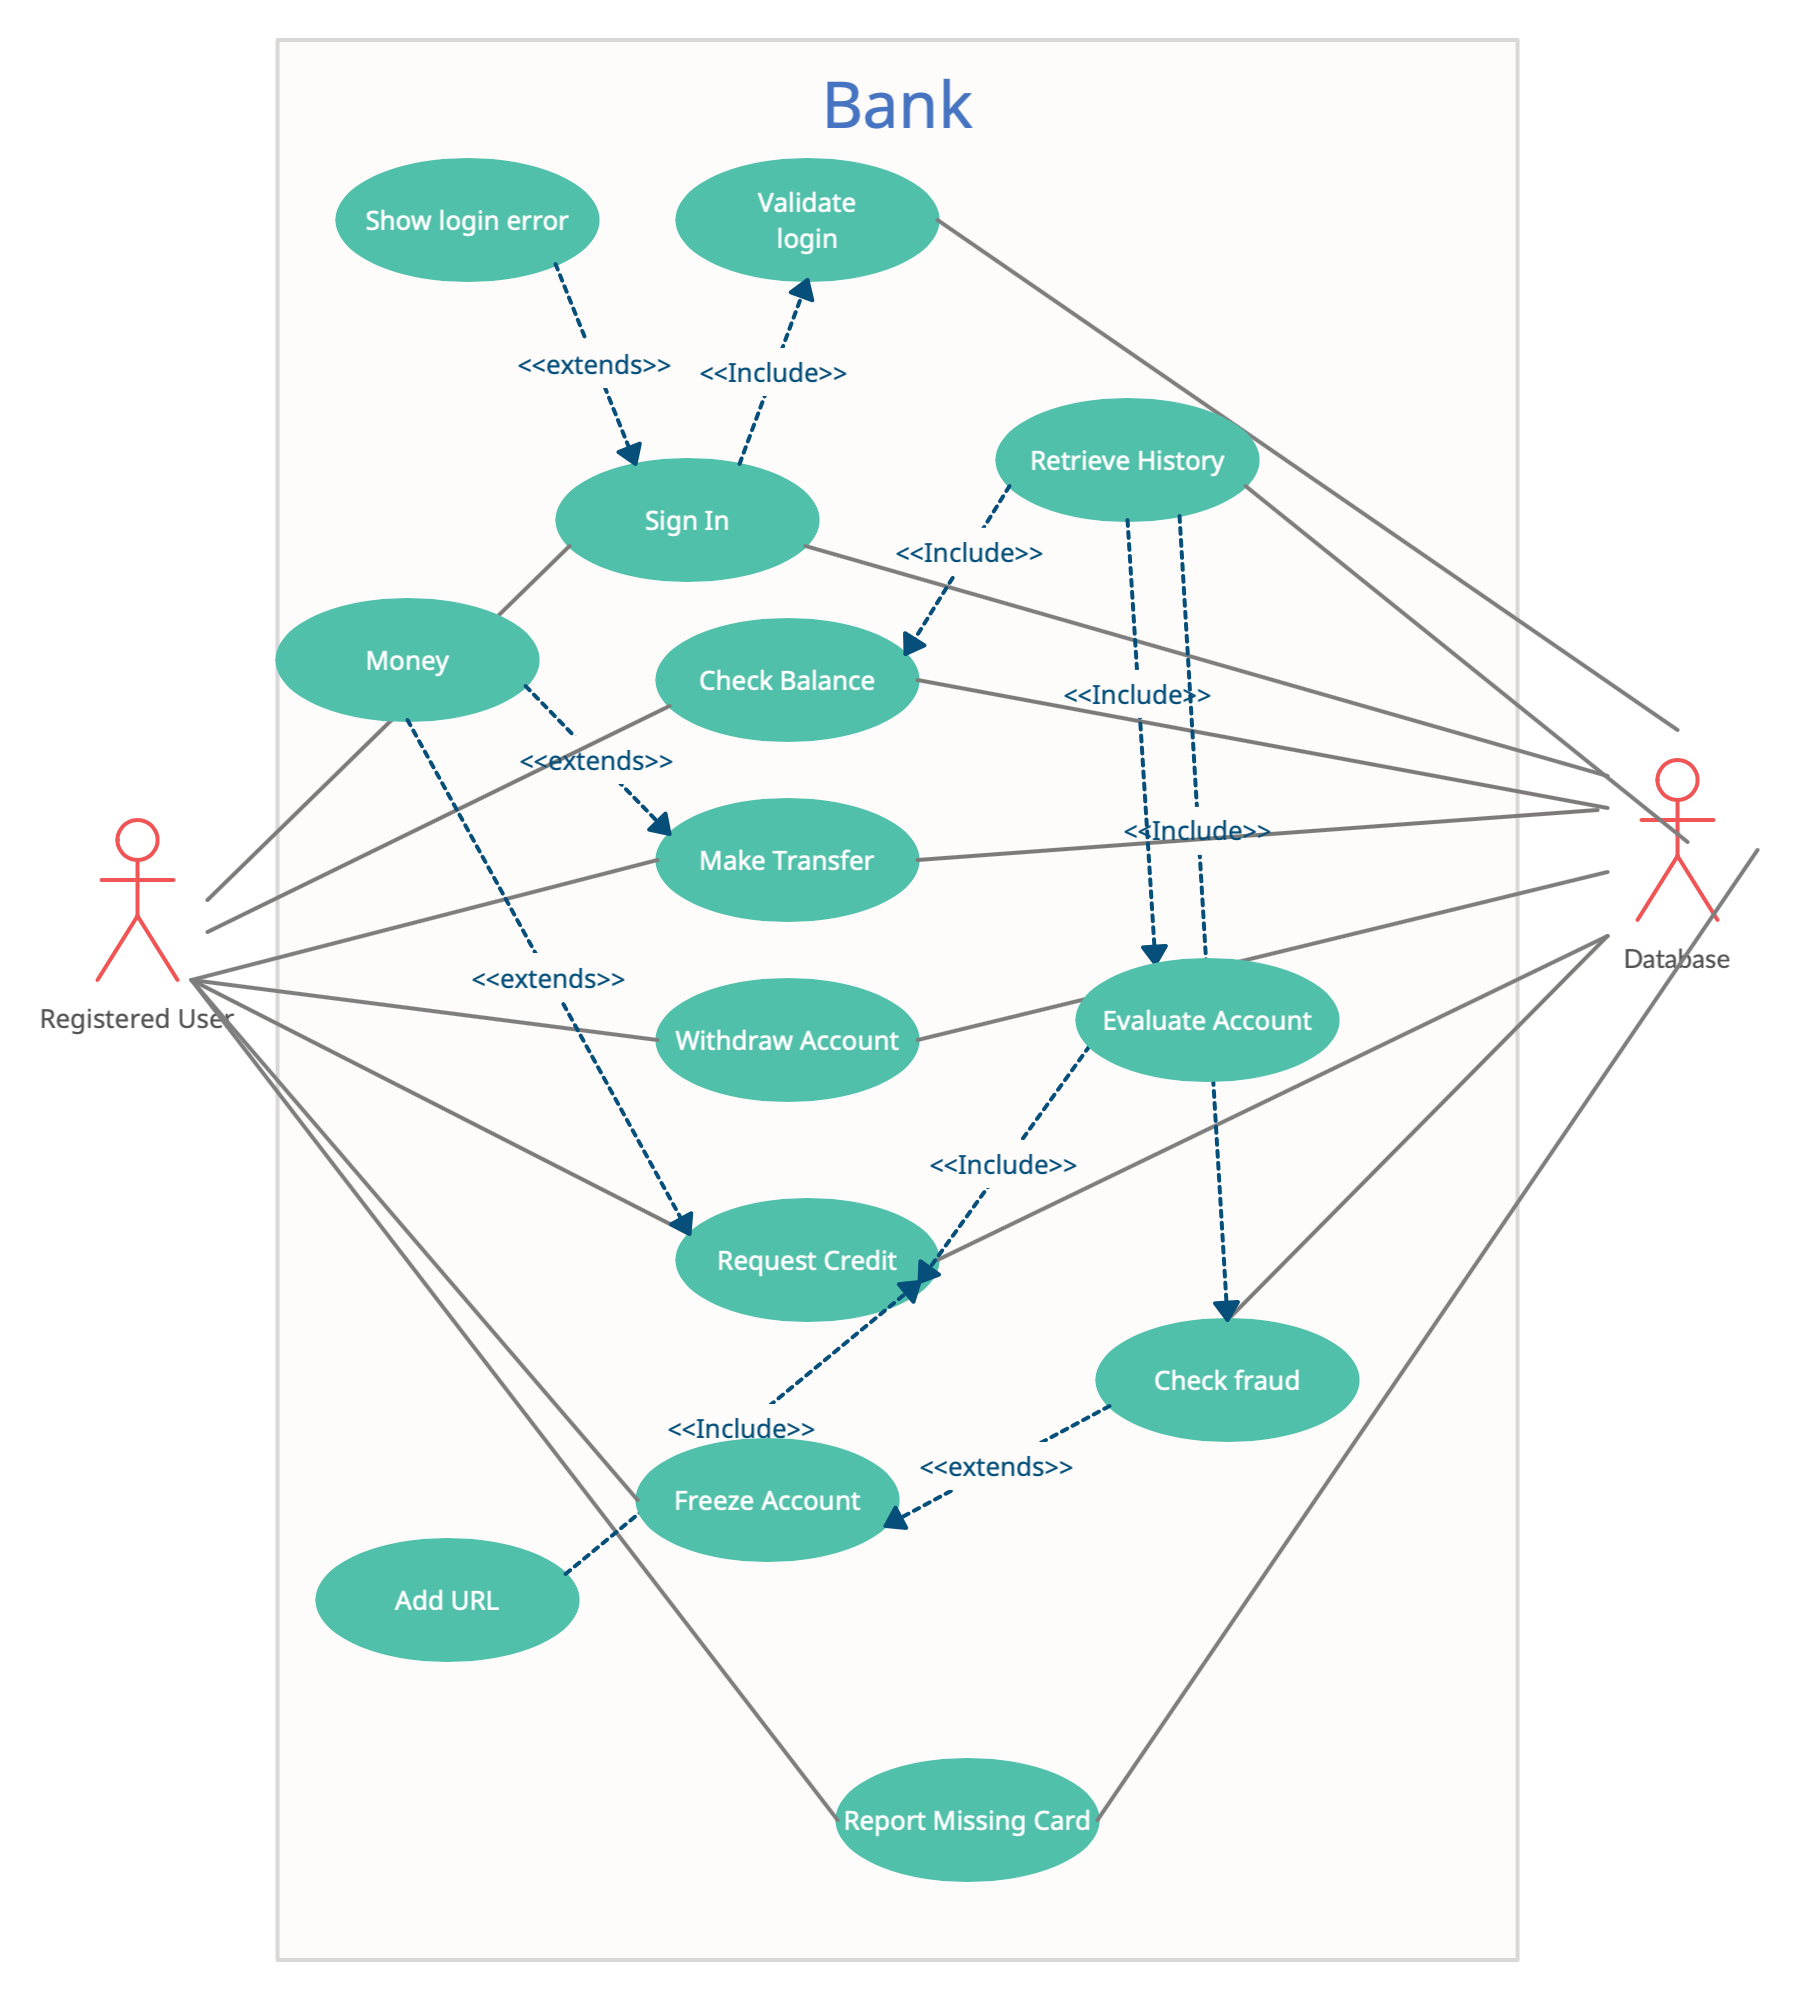 Bank
Show login error
Validate
login
<<extends>>
<<Include>>
Retrieve History
Sign In
<<Include>>
Money
Check Balance
<<Include>>
<<extends>>
<<Include>>
Make Transfer
Database
<<extends>>
Registered User
Withdraw Account
Evaluate Account
<<Include>>
Request Credit
Check fraud
<<Include>>
<<extends>>
Freeze Account
Add URL
Report Missing Card